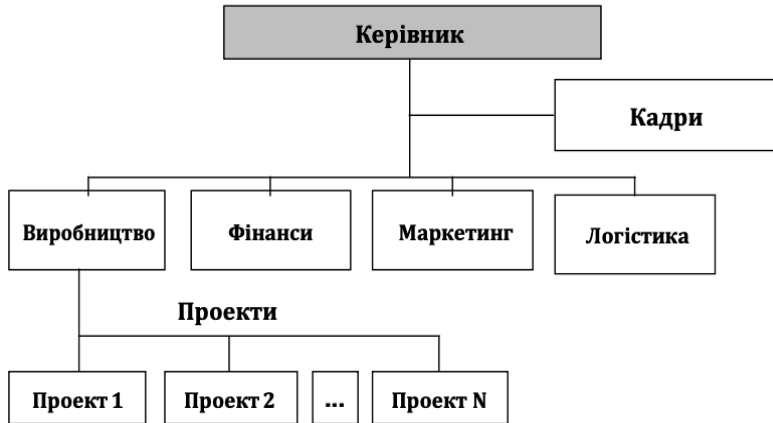 Керівник
Кадри
Виробництво
Фінанси
Маркетинг
Логістика
Проекти
Проект 1
Проект 2
...
Проект N